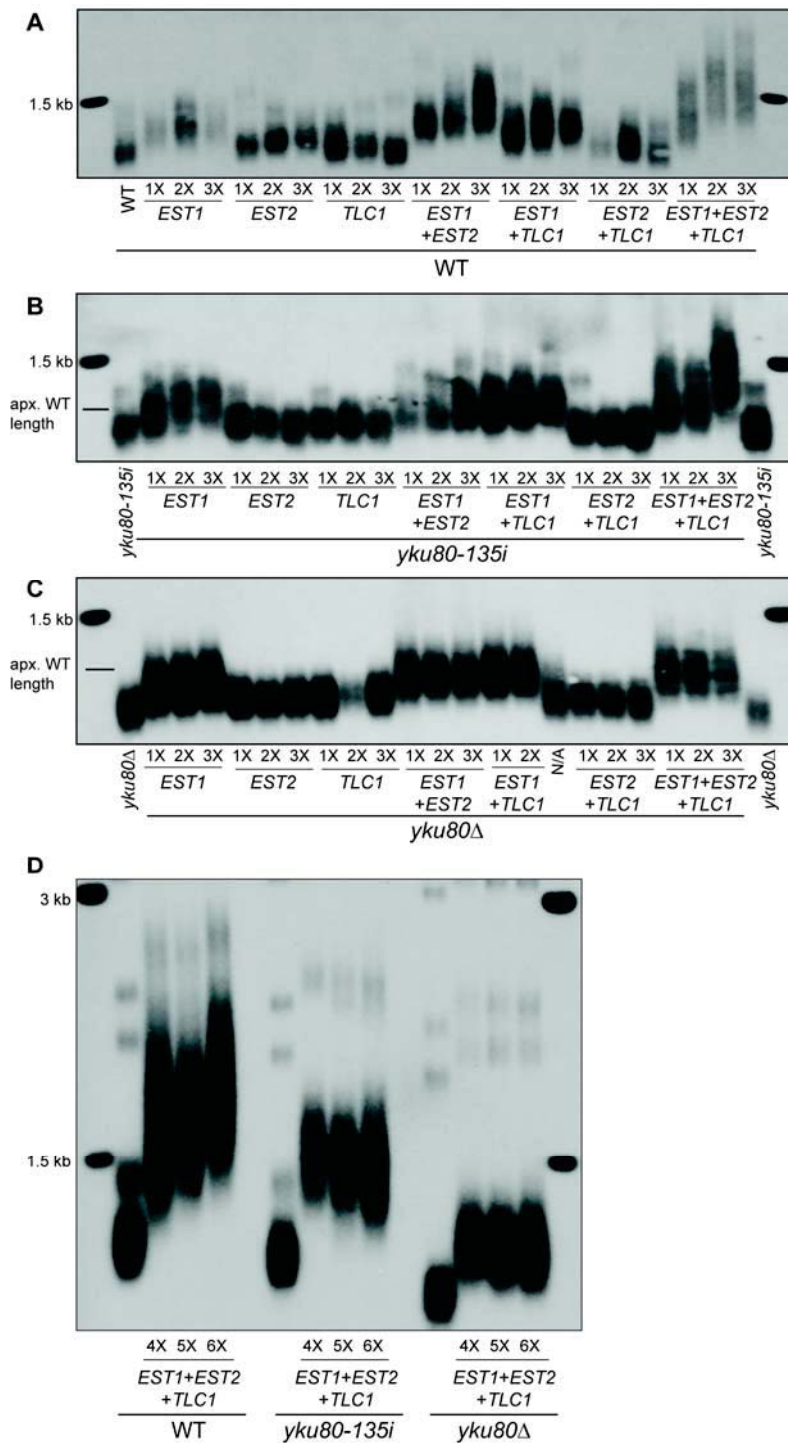 A
1.5 kb
WT
1X 2X 3X 1X 2X 3X 1X 2X 3X 1X 2X 3X 1X 2X 3X 1X 2X 3X 1X 2X 3X
EST1 EST2 TLC1 EST1 EST1 EST2 EST1+EST2
+EST2 +TLC1 +TLC1 +TLC1
WT
B
1.5 kb
apx. WT
length
yku80-135i
1X 2X 3X 1X 2X 3X 1X 2X 3X 1X 2X 3X 1X 2X 3X 1X 2X 3X 1X 2X 3X
yku80-135i
EST1 EST2 TLC1 EST1 EST1 EST2 EST1+EST2
+EST2 +TLC1 +TLC1 +TLC1
yku80-135i
C
1.5 kb
apx. WT
length
yku80Δ
1X 2X 3X 1X 2X 3X 1X 2X 3X 1X 2X 3X 1X 2X N/A 1X 2X 3X 1X 2X 3X
yku80Δ
EST1 EST2 TLC1 EST1 EST1 EST2 EST1+EST2
+EST2 +TLC1 +TLC1 +TLC1
yku80Δ
D
3 kb
1.5 kb
4X 5X 6X 4X 5X 6X 4X 5X 6X
EST1+EST2 EST1+EST2 EST1+EST2
+TLC1 +TLC1 +TLC1
WT yku80-135i yku80Δ